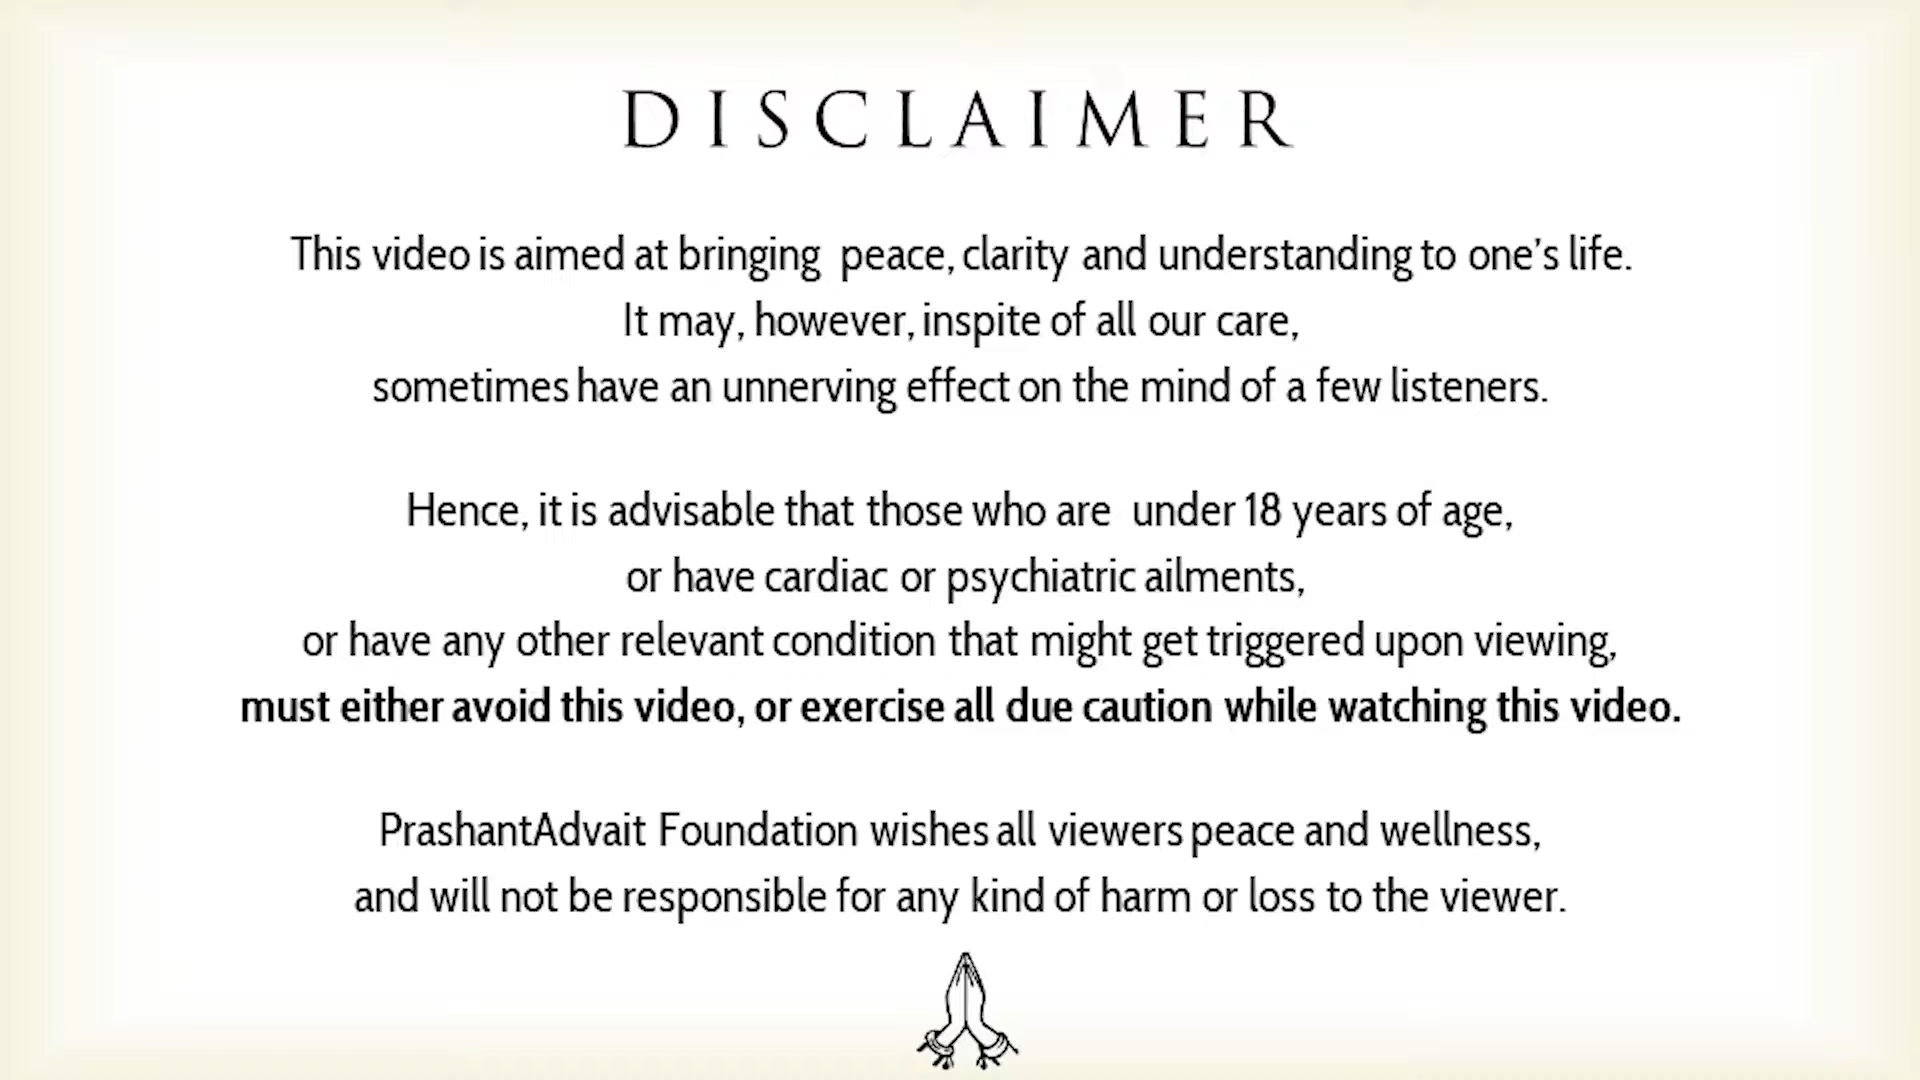 DISCLAIMER
This video is aimed at bringing peace, clarity and understanding to one's life.
It may, however, inspite of all our care,
sometimes have an unnerving effect on the mind of a few listeners.
Hence, it is advisable that those who are under 18 years of age,
or have cardiac or psychiatric ailments,
or have any other relevant condition that might get triggered upon viewing,
must either avoid this video, or exercise all due caution while watching this video.
PrashantAdvait Foundation wishes all viewers peace and wellness,
and will not be responsible for any kind of harm or loss to the viewer.